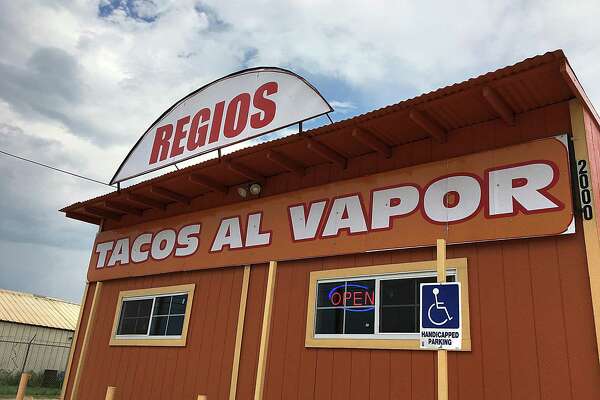 REGIOS
TACOS AL VAPOR
2000
OPEN
HANDICAPPED
PARKING